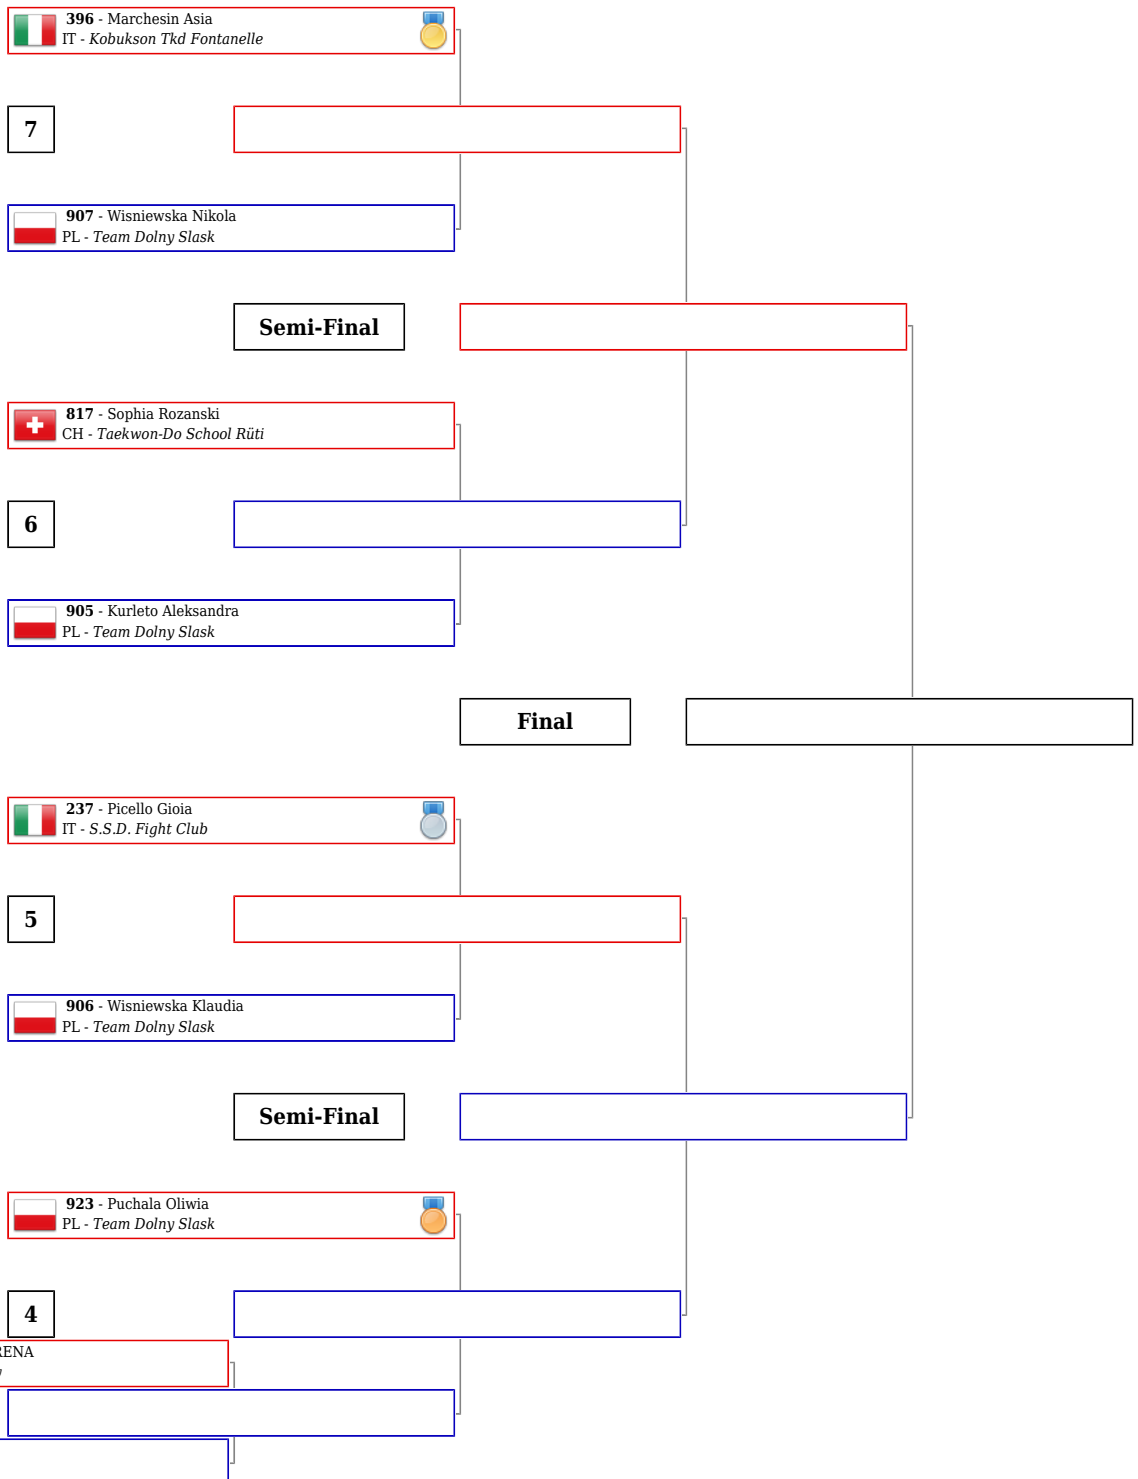 396 - Marchesin Asia
IT - Kobukson Tkd Fontanelle
7
907 - Wisniewska Nikola
PL - Team Dolny Slask
Semi-Final
817 - Sophia Rozanski
CH - Taekwon-Do School Rüti
6
905 - Kurleto Aleksandra
PL - Team Dolny Slask
Final
237 - Picello Gioia
IT - S.S.D. Fight Club
5
906 - Wisniewska Klaudia
PL - Team Dolny Slask
Semi-Final
923 - Puchala Oliwia
PL - Team Dolny Slask
4